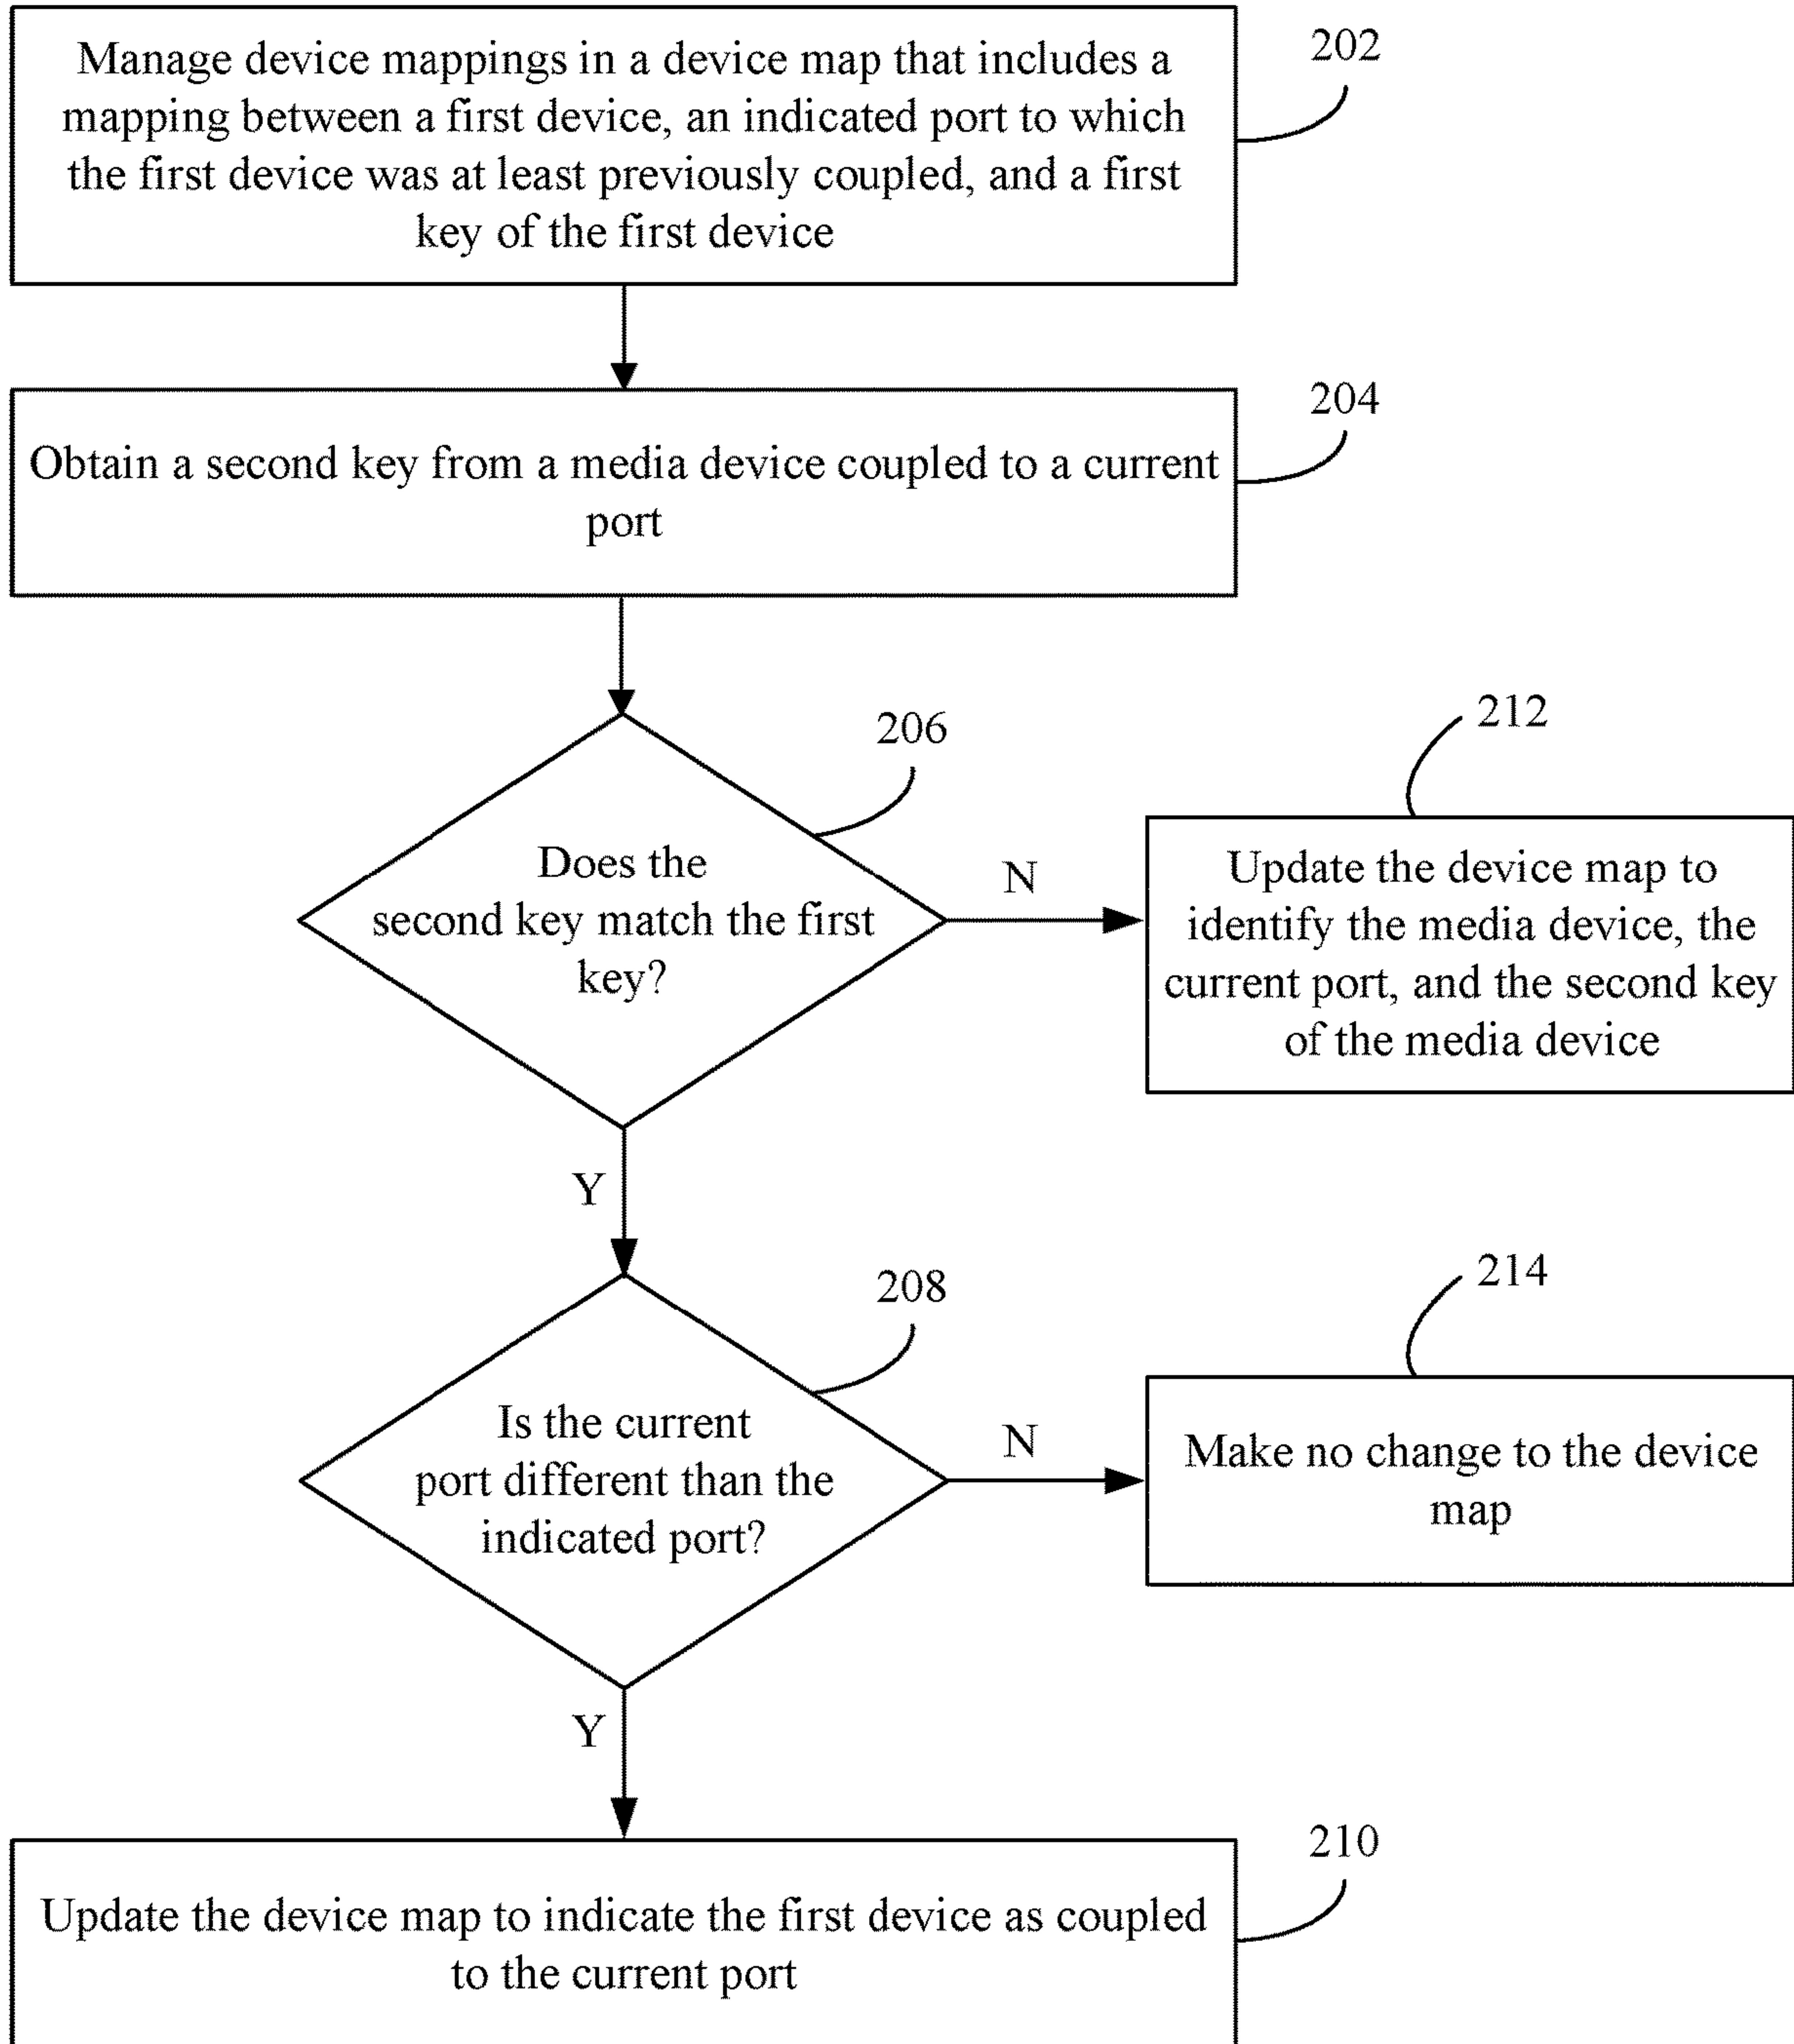 Manage device mappings in a device map that includes a
mapping between a first device, an indicated port to which
the first device was at least previously coupled, and a first
key of the first device
202
Obtain a second key from a media device coupled to a current
port
204
206
Does the
second key match the first
key?
N
212
Update the device map to
identify the media device, the
current port, and the second key
of the media device
Y
208
Is the current
port different than the
indicated port?
N
214
Make no change to the device
map
Y
210
Update the device map to indicate the first device as coupled
to the current port